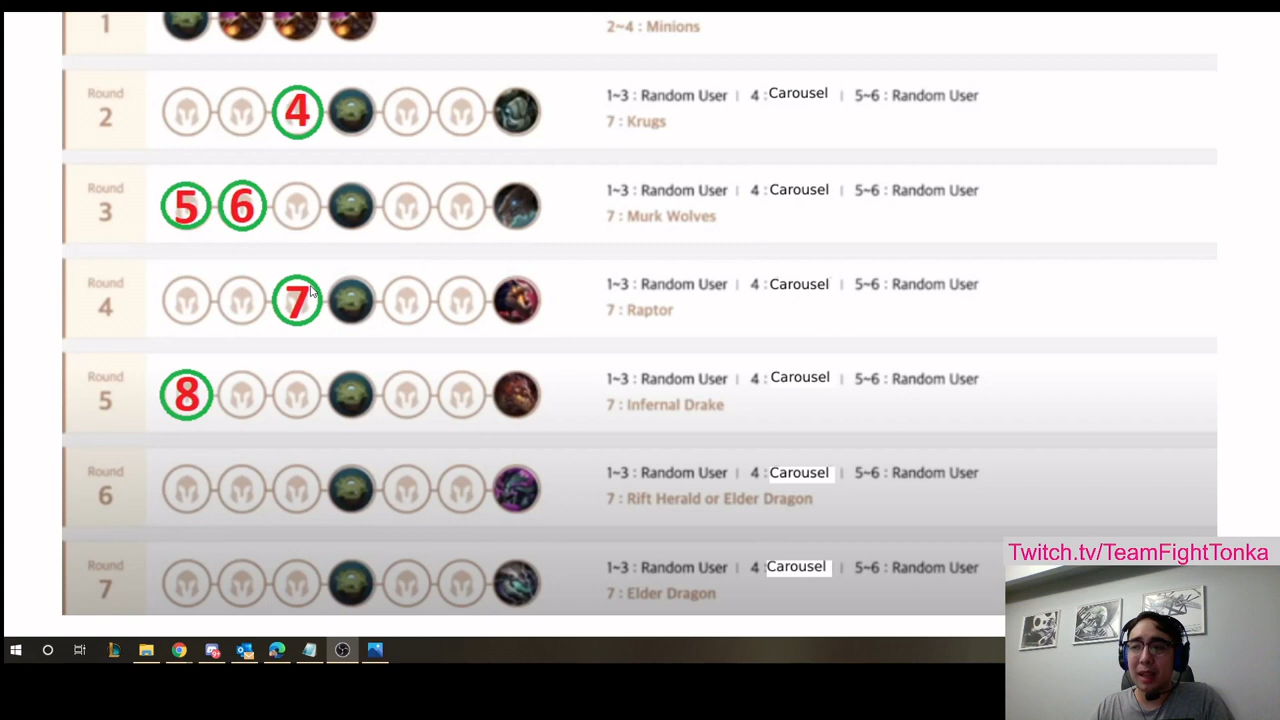 1
2~4 : Minions
Round
2
4
1~3 : Random User | 4 : Carousel | 5~6 : Random User
7 : Krugs
Round
3
5 6
1~3 : Random User | 4 : Carousel | 5~6 : Random User
7 : Murk Wolves
Round
4
7
1~3 : Random User | 4 : Carousel | 5~6 : Random User
7 : Raptor
Round
5
8
1~3 : Random User | 4 : Carousel | 5~6 : Random User
7 : Infernal Drake
Round
6
1~3 : Random User | 4 : Carousel | 5~6 : Random User
7 : Rift Herald or Elder Dragon
Round
7
1~3 : Random User | 4 Carousel | 5~6 : Random User
7 : Elder Dragon
Twitch.tv/TeamFightTonka